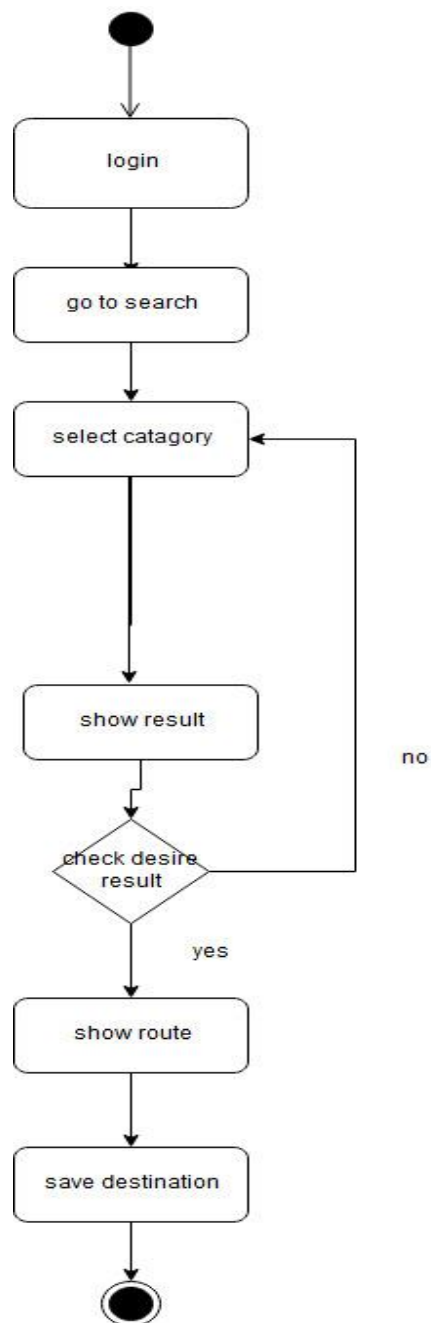 login
go to search
select catagory
show result
no
check desire
result
yes
show route
save destination